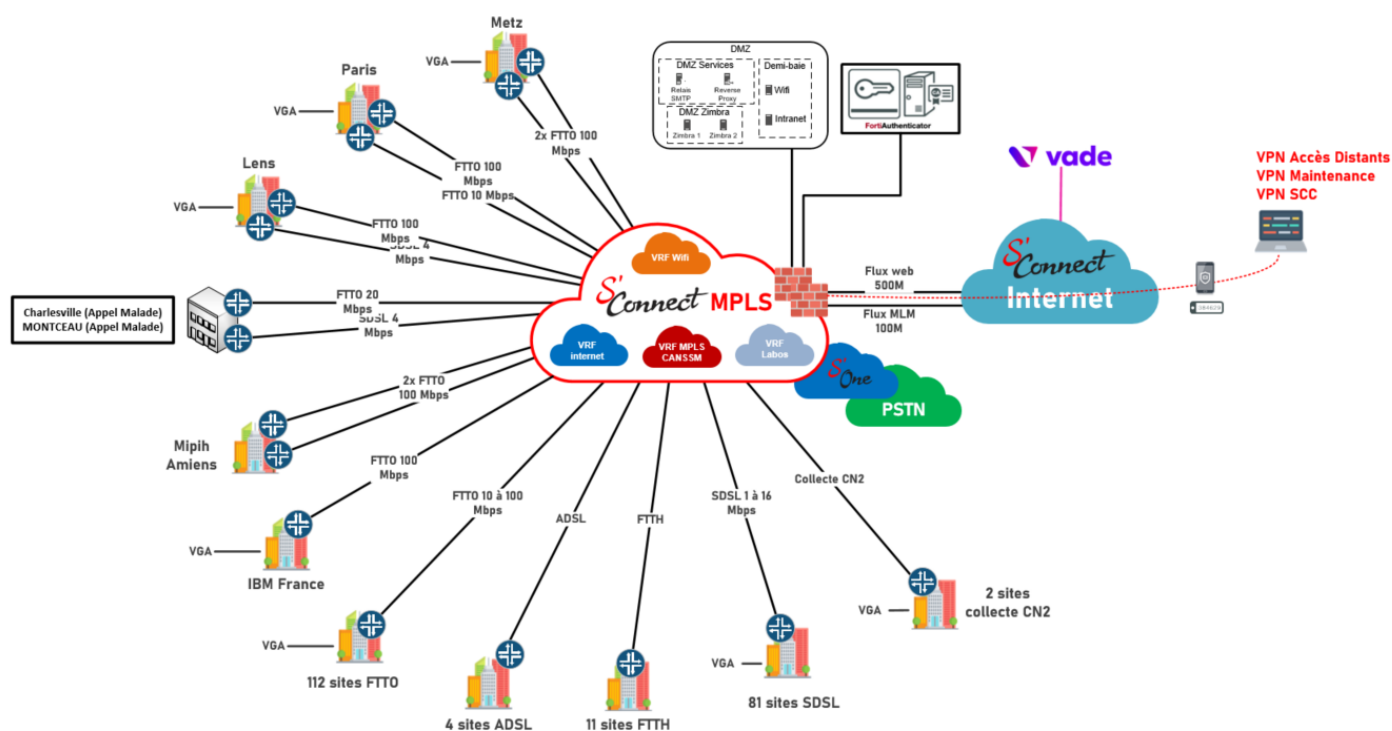 Metz
VGA
2x FTTO 100
Mbps
Paris
VGA
FTTO 100
Mbps
FTTO 10 Mbps
Lens
VGA
FTTO 100
Mbps
SDSL 4
Mbps
Charlesville (Appel Malade)
MONTCEAU (Appel Malade)
FTTO 20
Mbps
SDSL 4
Mbps
DMZ
DMZ Services
Relais
SMTP
Reverse
Proxy
DMZ Zimbra
Zimbra 1
Zimbra 2
Demi-baie
Wifi
Intranet
FortiAuthenticator
vade
VPN Accès Distants
VPN Maintenance
VPN SCC
VRF Wifi
S'Connect MPLS
VRF
internet
VRF MPLS
CANSSM
VRF
Labos
Flux web
500M
Flux MLM
100M
S'Connect
Internet
S'One
PSTN
2x FTTO
100 Mbps
Mipih
Amiens
FTTO 100
Mbps
VGA
IBM France
FTTO 10 à 100
Mbps
VGA
112 sites FTTO
ADSL
4 sites ADSL
FTTH
11 sites FTTH
SDSL 1 à 16
Mbps
VGA
81 sites SDSL
Collecte CN2
VGA
2 sites
collecte CN2